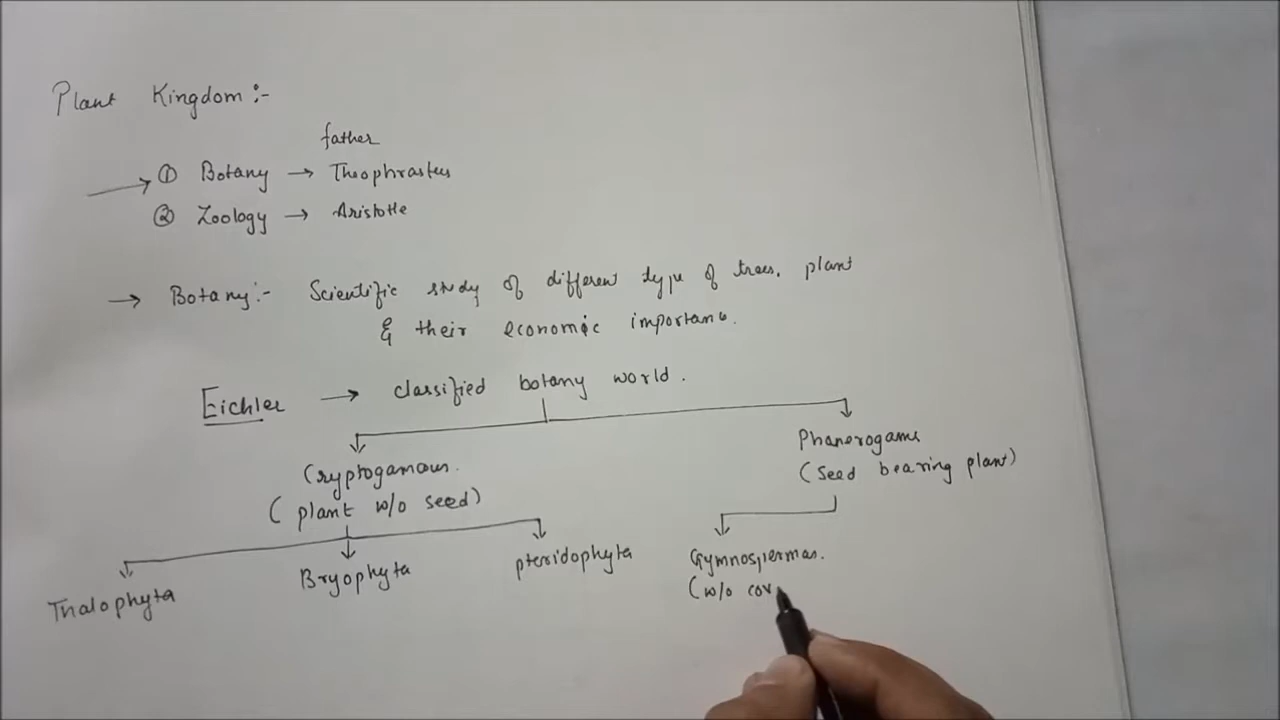 Plant Kingdom :-
father
① Botany → Theophrastus
② Zoology → Aristotle
→ Botany :- Scientific study of different type of trees, plant
& their economic importance.
Eichler → classified botany world.
Cryptogamous.
(plant w/o seed)
Phanerogams
(seed bearing plant)
Thalophyta
Bryophyta
pteridophyta
Gymnospermas.
(w/o cov